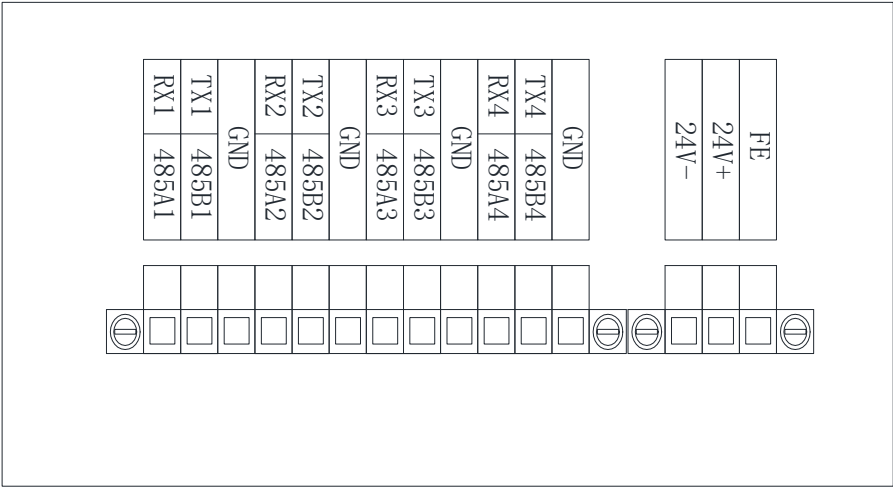 RX1 485A1
TX1 485B1
GND
RX2 485A2
TX2 485B2
GND
RX3 485A3
TX3 485B3
GND
RX4 485A4
TX4 485B4
GND
24V-
24V+
FE